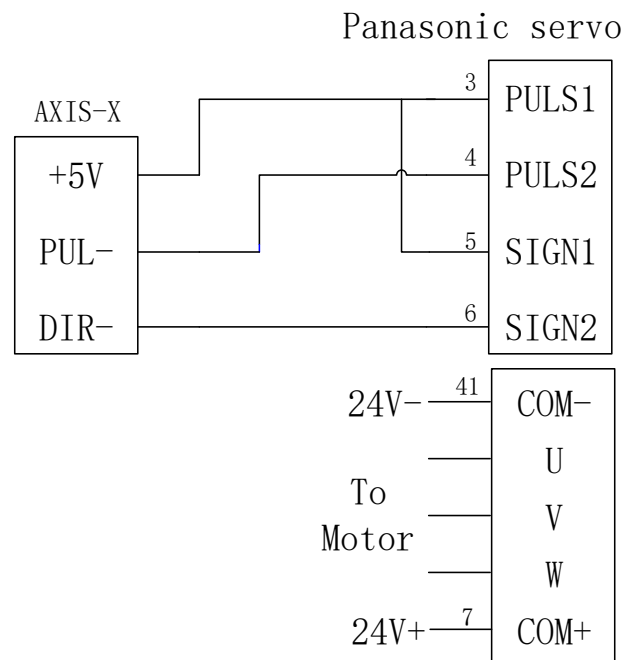 Panasonic servo
AXIS-X
+5V
PUL-
DIR-
3 PULS1
4 PULS2
5 SIGN1
6 SIGN2
24V- 41 COM-
U
To
V
Motor
W
24V+ 7 COM+